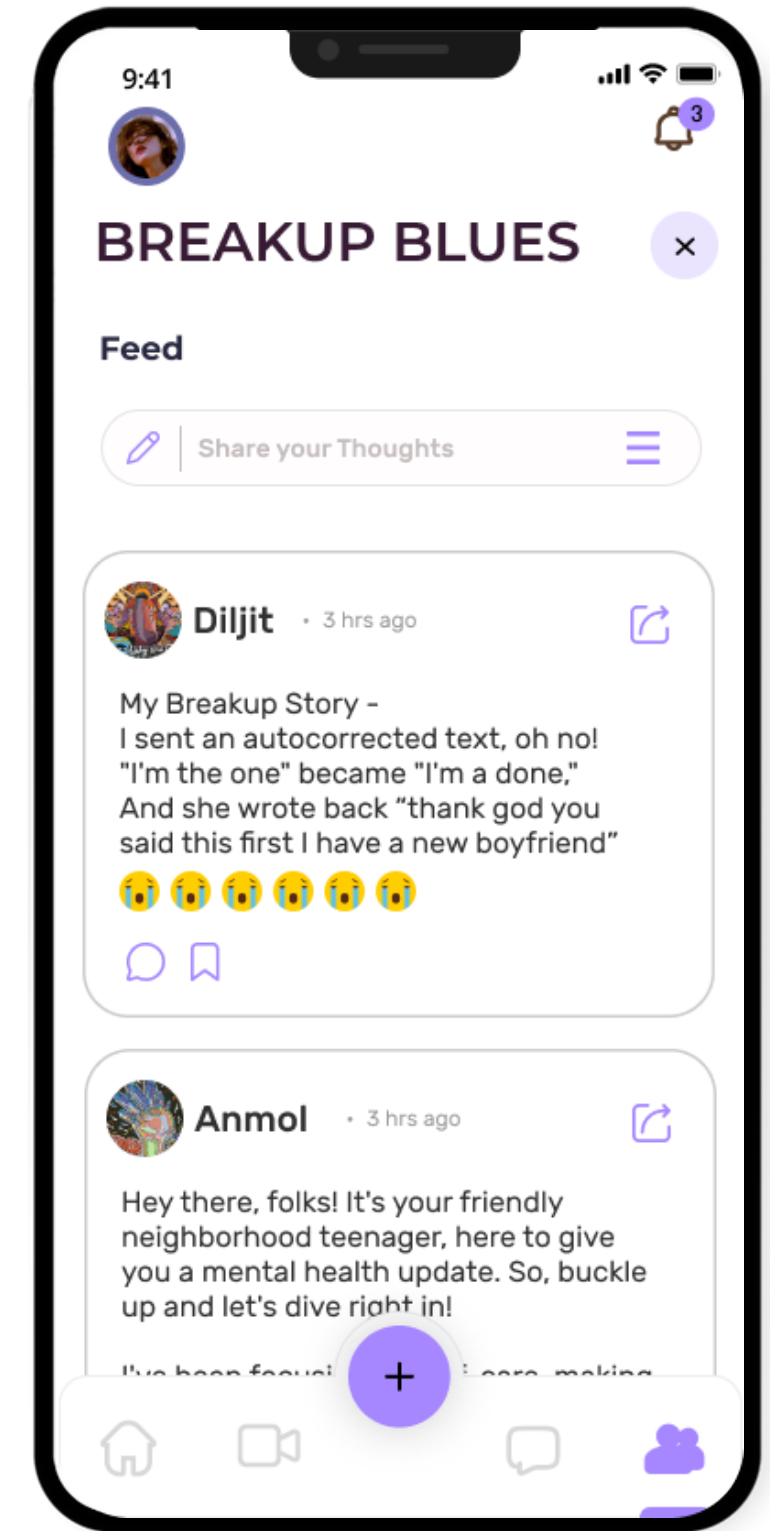 9:41
3
BREAKUP BLUES
Feed
Share your Thoughts
Diljit • 3 hrs ago
My Breakup Story -
I sent an autocorrected text, oh no!
"I'm the one" became "I'm a done,"
And she wrote back “thank god you
said this first I have a new boyfriend”
Anmol • 3 hrs ago
Hey there, folks! It's your friendly
neighborhood teenager, here to give
you a mental health update. So, buckle
up and let's dive right in!
I've been making